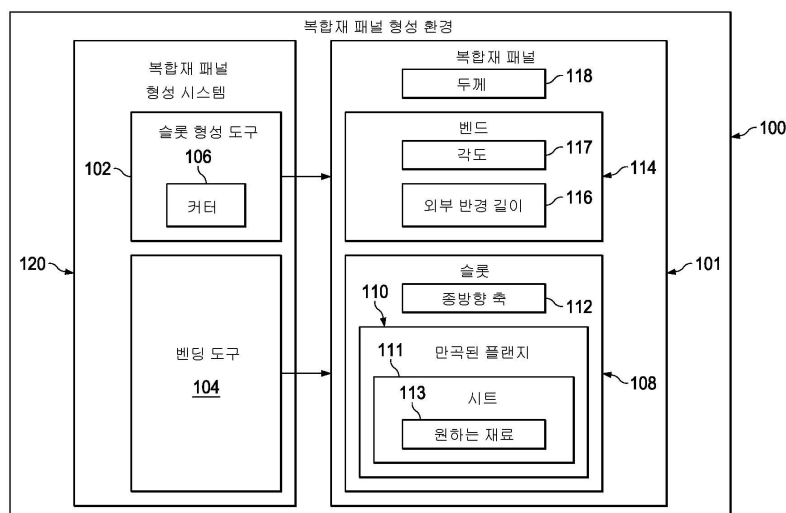 복합재 패널 형성 환경
복합재 패널
형성 시스템
슬롯 형성 도구
102
106
커터
120
벤딩 도구
104
복합재 패널
두께
118
벤드
각도
117
외부 반경 길이
116
114
100
101
슬롯
종방향 축
112
110
만곡된 플랜지
111
시트
113
원하는 재료
108